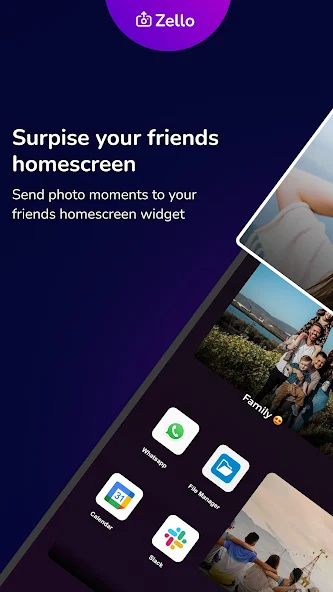 Zello
Surpise your friends
homescreen
Send photo moments to your
friends homescreen widget
Family 😍
Whatsapp
File Manager
31
Calendar
Slack